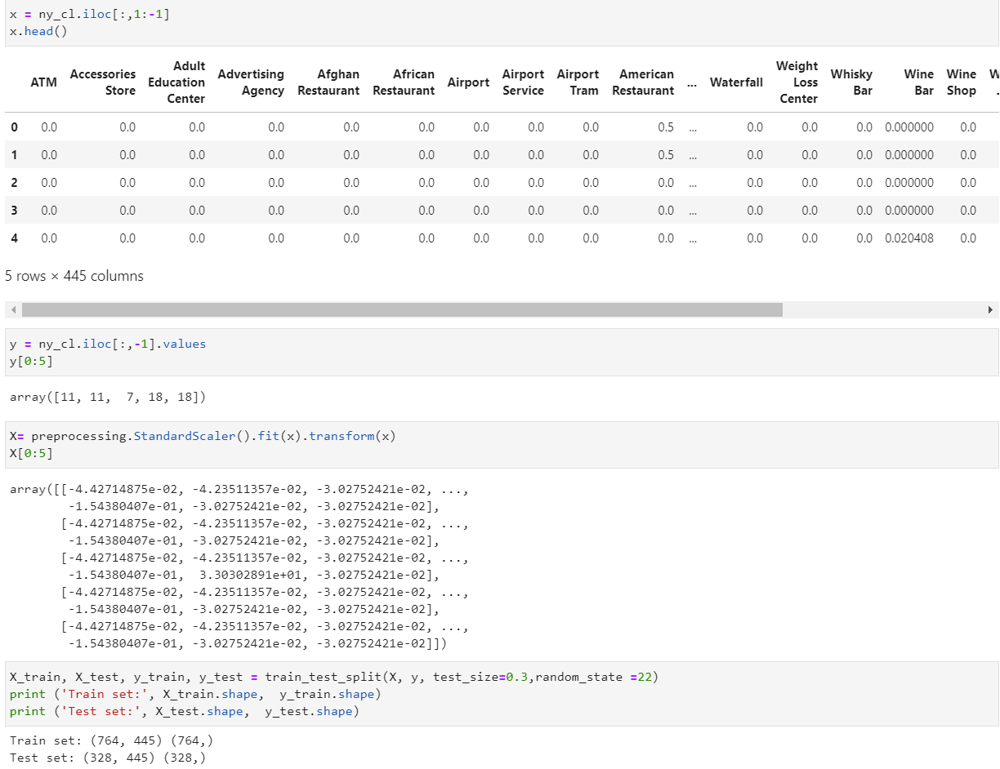 x = ny_cl.iloc[:,1:-1]
x.head()
ATM Accessories Store Adult Education Center Advertising Agency Afghan Restaurant African Restaurant Airport Airport Service Airport Tram American Restaurant ... Waterfall Weight Loss Center Whisky Bar Wine Bar Wine Shop
0 0.0 0.0 0.0 0.0 0.0 0.0 0.0 0.0 0.0 0.5 ... 0.0 0.0 0.0 0.000000 0.0
1 0.0 0.0 0.0 0.0 0.0 0.0 0.0 0.0 0.0 0.5 ... 0.0 0.0 0.0 0.000000 0.0
2 0.0 0.0 0.0 0.0 0.0 0.0 0.0 0.0 0.0 0.0 ... 0.0 0.0 0.0 0.000000 0.0
3 0.0 0.0 0.0 0.0 0.0 0.0 0.0 0.0 0.0 0.0 ... 0.0 0.0 0.0 0.000000 0.0
4 0.0 0.0 0.0 0.0 0.0 0.0 0.0 0.0 0.0 0.0 ... 0.0 0.0 0.0 0.020408 0.0
5 rows × 445 columns
y = ny_cl.iloc[:,-1].values
y[0:5]
array([11, 11,  7, 18, 18])
X= preprocessing.StandardScaler().fit(x).transform(x)
X[0:5]
array([[-4.42714875e-02, -4.23511357e-02, -3.02752421e-02, ...,
-1.54380407e-01, -3.02752421e-02, -3.02752421e-02],
[-4.42714875e-02, -4.23511357e-02, -3.02752421e-02, ...,
-1.54380407e-01, -3.02752421e-02, -3.02752421e-02],
[-4.42714875e-02, -4.23511357e-02, -3.02752421e-02, ...,
-1.54380407e-01,  3.30302891e+01, -3.02752421e-02],
[-4.42714875e-02, -4.23511357e-02, -3.02752421e-02, ...,
-1.54380407e-01, -3.02752421e-02, -3.02752421e-02],
[-4.42714875e-02, -4.23511357e-02, -3.02752421e-02, ...,
-1.54380407e-01, -3.02752421e-02, -3.02752421e-02]])
X_train, X_test, y_train, y_test = train_test_split(X, y, test_size=0.3,random_state =22)
print ('Train set:', X_train.shape,  y_train.shape)
print ('Test set:', X_test.shape,  y_test.shape)
Train set: (764, 445) (764,)
Test set: (328, 445) (328,)